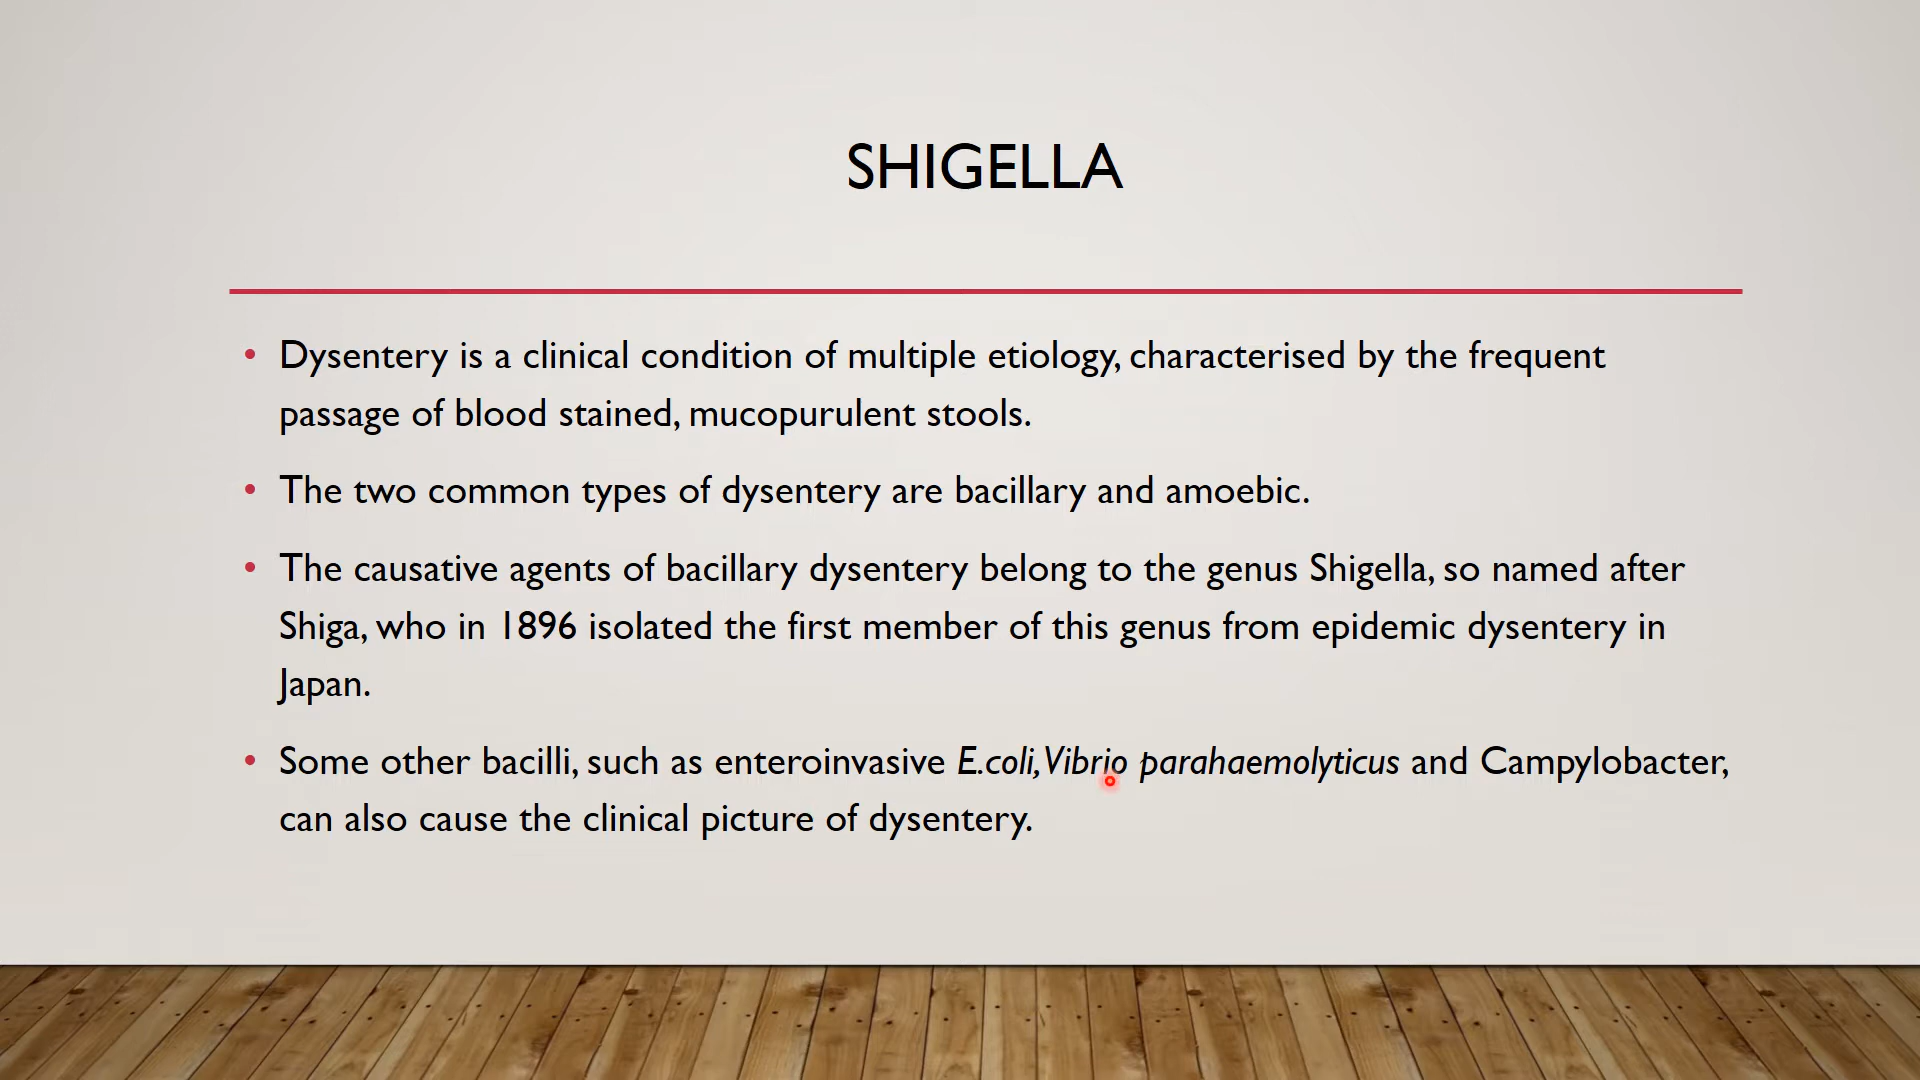 SHIGELLA
• Dysentery is a clinical condition of multiple etiology, characterised by the frequent
passage of blood stained, mucopurulent stools.
• The two common types of dysentery are bacillary and amoebic.
• The causative agents of bacillary dysentery belong to the genus Shigella, so named after
Shiga, who in 1896 isolated the first member of this genus from epidemic dysentery in
Japan.
• Some other bacilli, such as enteroinvasive E.coli, Vibrio parahaemolyticus and Campylobacter,
can also cause the clinical picture of dysentery.